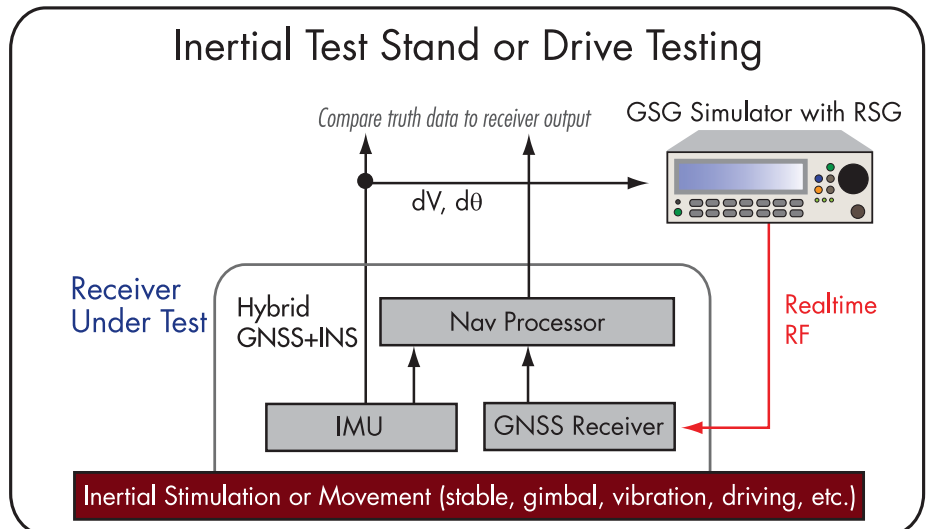 Inertial Test Stand or Drive Testing
Compare truth data to receiver output
GSG Simulator with RSG
dV, dθ
Receiver
Under Test
Hybrid
GNSS+INS
Nav Processor
Realtime
RF
IMU
GNSS Receiver
Inertial Stimulation or Movement (stable, gimbal, vibration, driving, etc.)